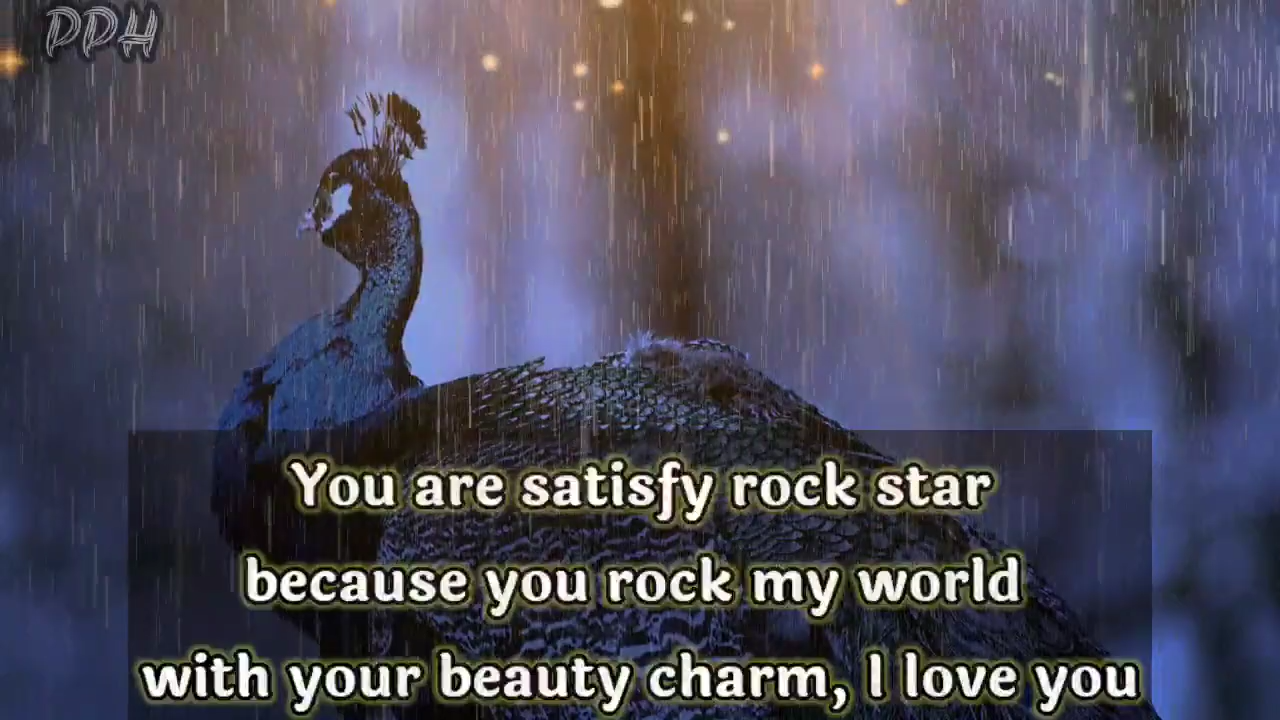 PPH
You are satisfy rock star
because you rock my world
with your beauty charm, I love you